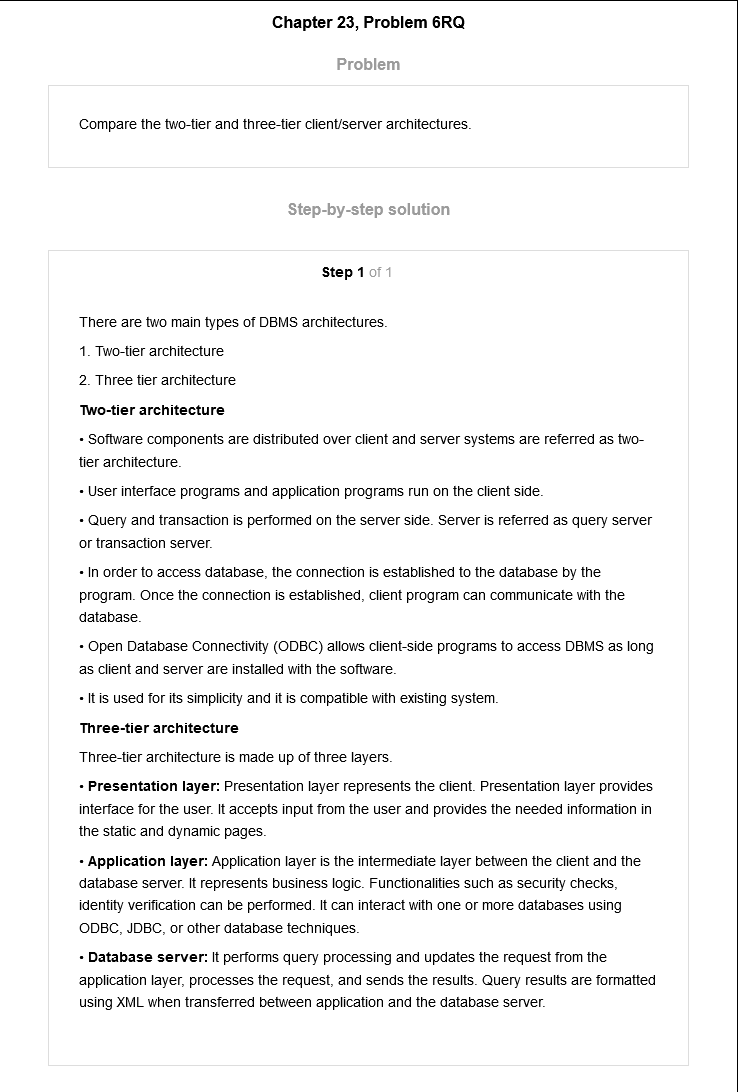 Chapter 23, Problem 6RQ
Problem
Compare the two-tier and three-tier client/server architectures.
Step-by-step solution
Step 1 of 1
There are two main types of DBMS architectures.
1. Two-tier architecture
2. Three tier architecture
Two-tier architecture
• Software components are distributed over client and server systems are referred as two-
tier architecture.
• User interface programs and application programs run on the client side.
• Query and transaction is performed on the server side. Server is referred as query server
or transaction server.
• In order to access database, the connection is established to the database by the
program. Once the connection is established, client program can communicate with the
database.
• Open Database Connectivity (ODBC) allows client-side programs to access DBMS as long
as client and server are installed with the software.
• It is used for its simplicity and it is compatible with existing system.
Three-tier architecture
Three-tier architecture is made up of three layers.
• Presentation layer: Presentation layer represents the client. Presentation layer provides
interface for the user. It accepts input from the user and provides the needed information in
the static and dynamic pages.
• Application layer: Application layer is the intermediate layer between the client and the
database server. It represents business logic. Functionalities such as security checks,
identity verification can be performed. It can interact with one or more databases using
ODBC, JDBC, or other database techniques.
• Database server: It performs query processing and updates the request from the
application layer, processes the request, and sends the results. Query results are formatted
using XML when transferred between application and the database server.